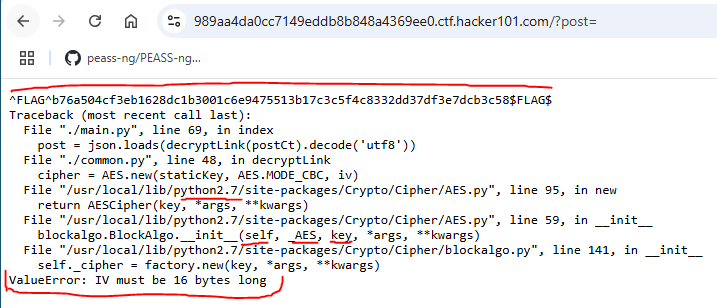 989aa4da0cc7149eddb8b848a4369ee0.ctf.hacker101.com/?post=
peass-ng/PEASS-ng...
^FLAG^b76a504cf3eb1628dc1b3001c6e9475513b17c3c5f4c8332dd37df3e7dcb3c58$FLAG$
Traceback (most recent call last):
  File "./main.py", line 69, in index
    post = json.loads(decryptLink(postCt).decode('utf8'))
  File "./common.py", line 48, in decryptLink
    cipher = AES.new(staticKey, AES.MODE_CBC, iv)
  File "/usr/local/lib/python2.7/site-packages/Crypto/Cipher/AES.py", line 95, in new
    return AESCipher(key, *args, **kwargs)
  File "/usr/local/lib/python2.7/site-packages/Crypto/Cipher/AES.py", line 59, in __init__
    blockalgo.BlockAlgo.__init__(self, _AES, key, *args, **kwargs)
  File "/usr/local/lib/python2.7/site-packages/Crypto/Cipher/blockalgo.py", line 141, in __init__
    self._cipher = factory.new(key, *args, **kwargs)
ValueError: IV must be 16 bytes long